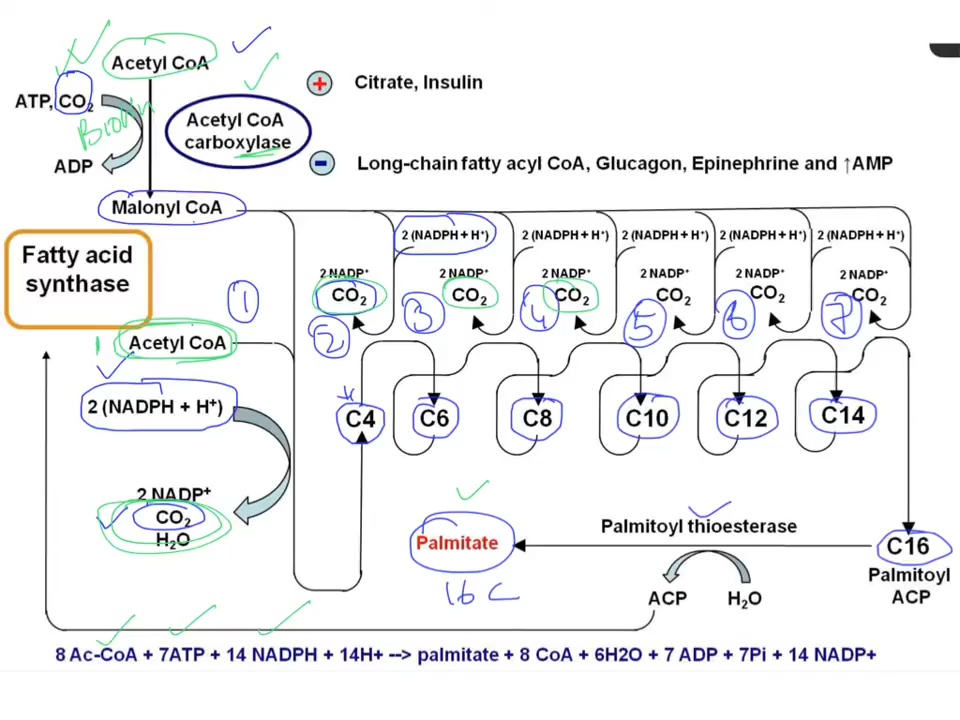 Acetyl CoA
ATP, CO₂
Biotin
ADP
Acetyl CoA
carboxylase
+ Citrate, Insulin
- Long-chain fatty acyl CoA, Glucagon, Epinephrine and ↑AMP
Malonyl CoA
Fatty acid
synthase
2 (NADPH + H⁺) 2 (NADPH + H⁺) 2 (NADPH + H⁺) 2 (NADPH + H⁺) 2 (NADPH + H⁺)
2 NADP⁺ 2 NADP⁺ 2 NADP⁺ 2 NADP⁺ 2 NADP⁺ 2 NADP⁺
CO₂ CO₂ CO₂ CO₂ CO₂ CO₂
1 2 3 4 5 6 7
1 Acetyl CoA
2 (NADPH + H⁺)
2 NADP⁺
CO₂
H₂O
C4 C6 C8 C10 C12 C14
C16
Palmitoyl
ACP
Palmitoyl thioesterase
ACP H₂O
Palmitate
16 C
8 Ac-CoA + 7ATP + 14 NADPH + 14H+ --> palmitate + 8 CoA + 6H2O + 7 ADP + 7Pi + 14 NADP+